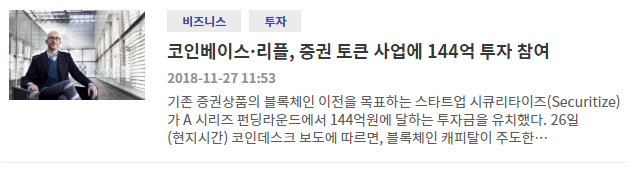 비즈니스 투자
코인베이스·리플, 증권 토큰 사업에 144억 투자 참여
2018-11-27 11:53
기존 증권상품의 블록체인 이전을 목표하는 스타트업 시큐리타이즈(Securitize)
가 A 시리즈 펀딩라운드에서 144억원에 달하는 투자금을 유치했다. 26일
(현지시간) 코인데스크 보도에 따르면, 블록체인 캐피탈이 주도한…